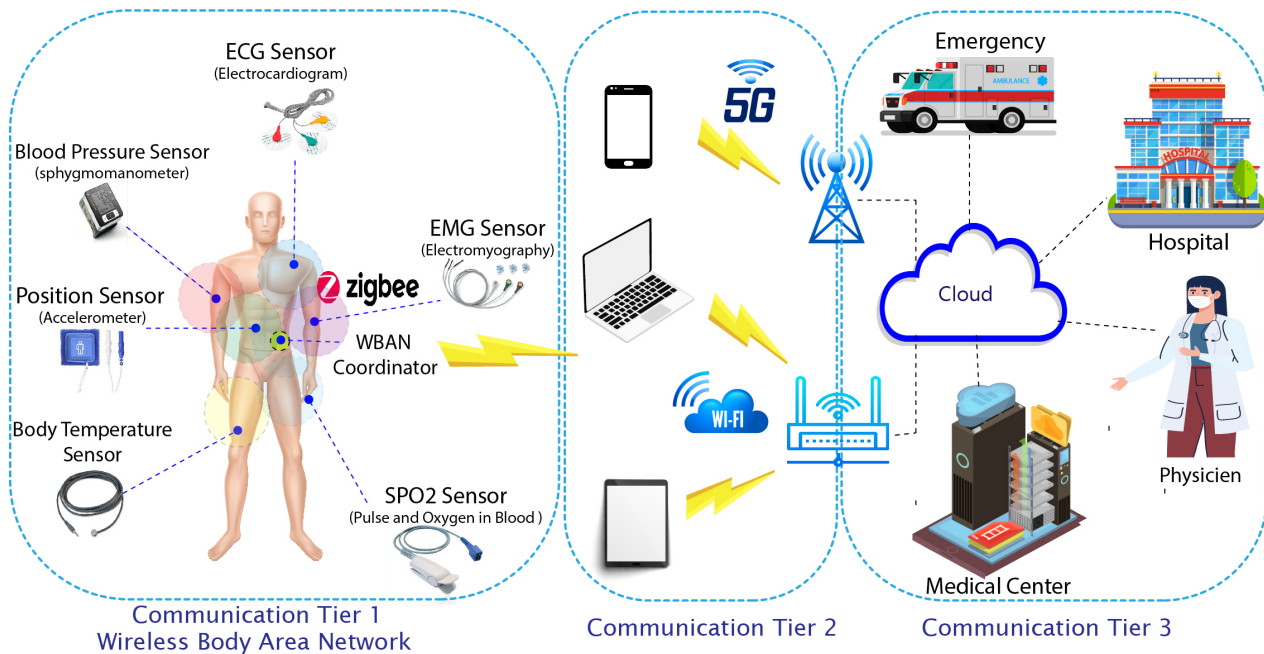 ECG Sensor
(Electrocardiogram)
Blood Pressure Sensor
(sphygmomanometer)
EMG Sensor
(Electromyography)
zigbee
Position Sensor
(Accelerometer)
WBAN
Coordinator
Body Temperature
Sensor
SPO2 Sensor
(Pulse and Oxygen in Blood )
Communication Tier 1
Wireless Body Area Network
5G
WI-FI
Communication Tier 2
Emergency
AMBULANCE
HOSPITAL
Hospital
Cloud
Physicien
Medical Center
Communication Tier 3